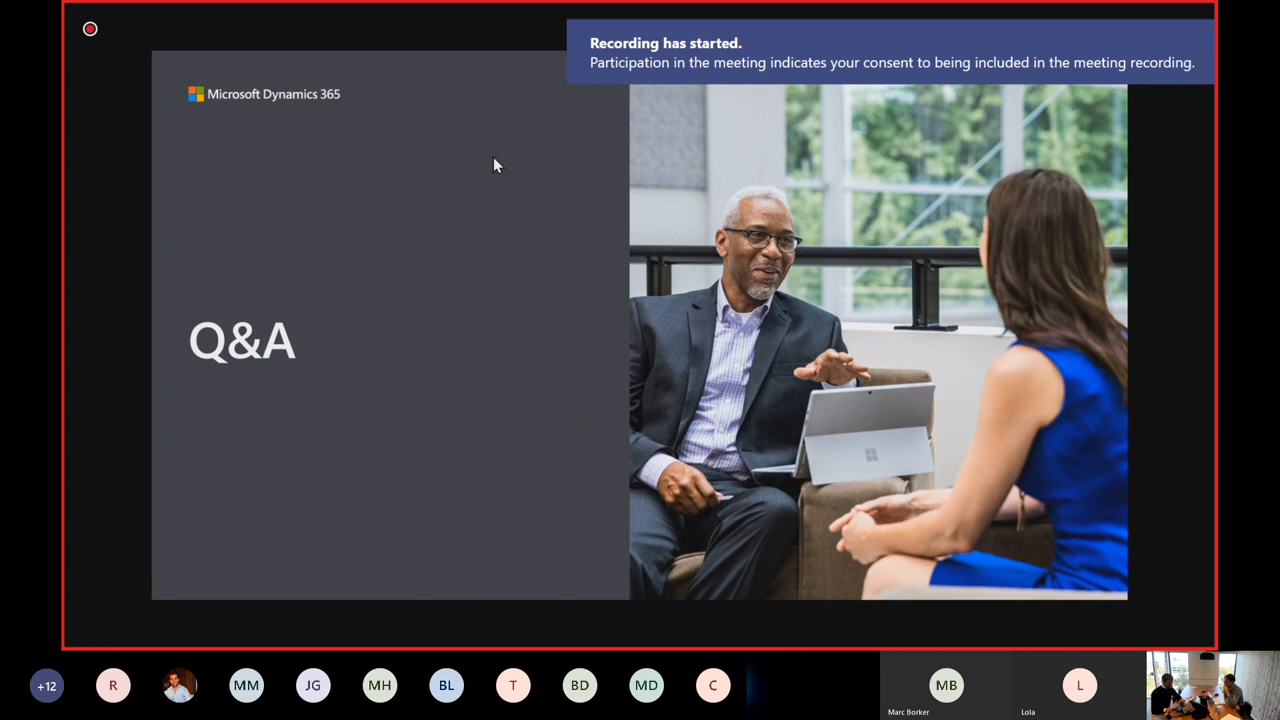 Recording has started.
Participation in the meeting indicates your consent to being included in the meeting recording.
Microsoft Dynamics 365
Q&A
+12
R
MM
JG
MH
BL
T
BD
MD
C
MB
Marc Borker
L
Lola